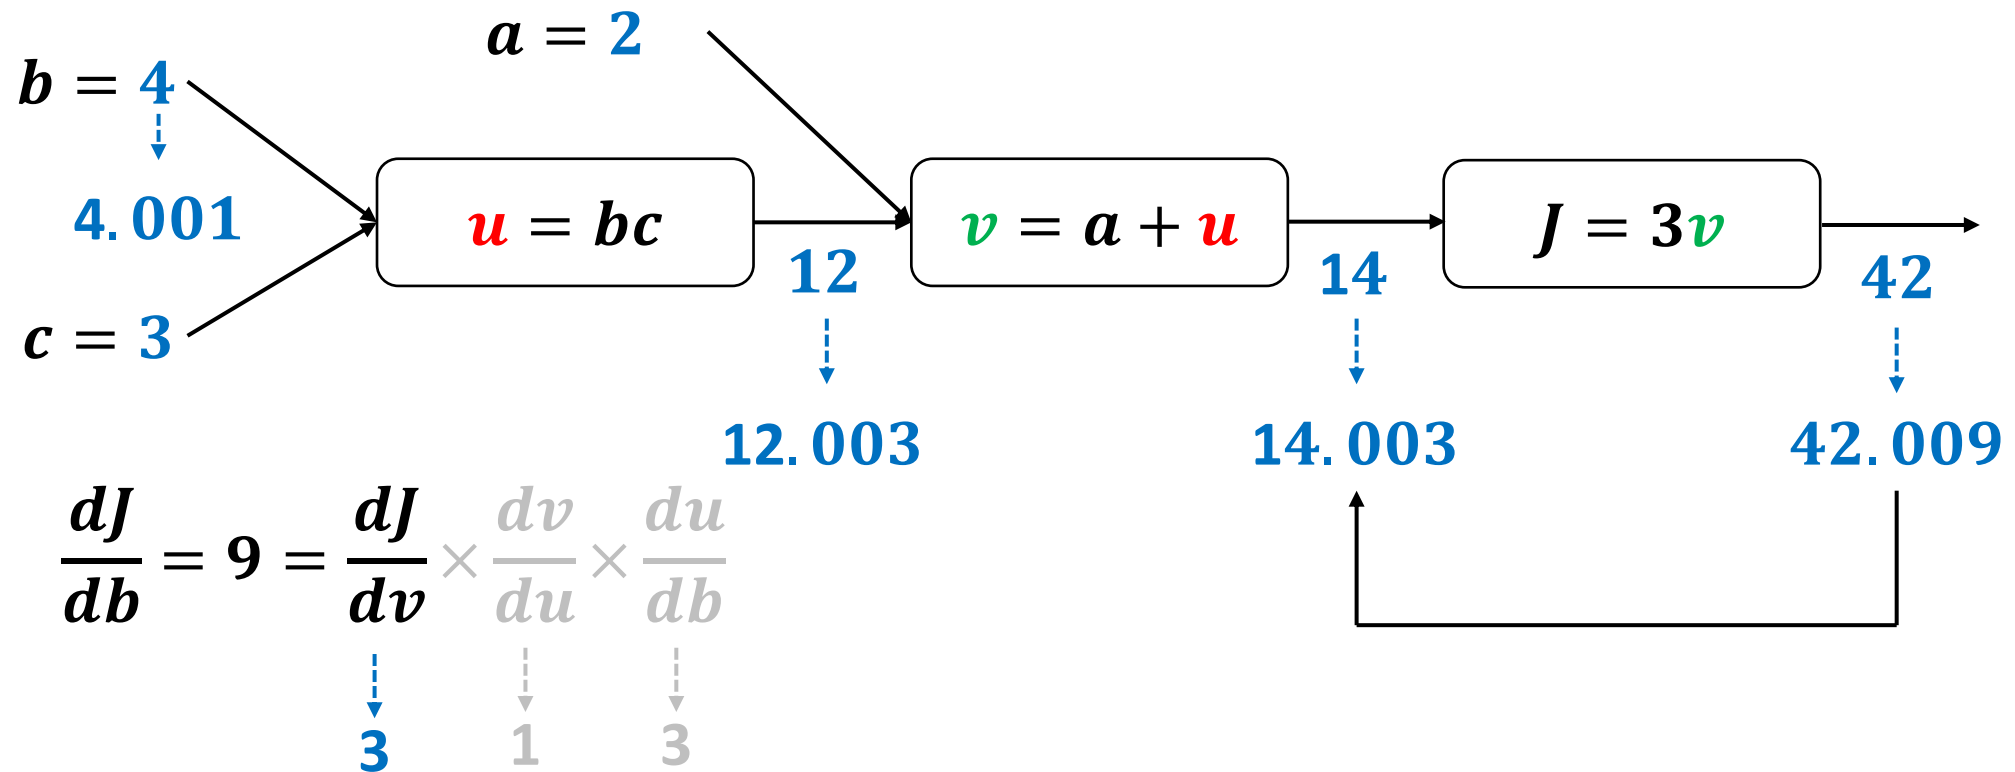 a = 2
b = 4
4.001
c = 3
u = bc
12
12.003
v = a + u
14
14.003
J = 3v
42
42.009
dJ/db = 9 = dJ/dv × dv/du × du/db
3 1 3